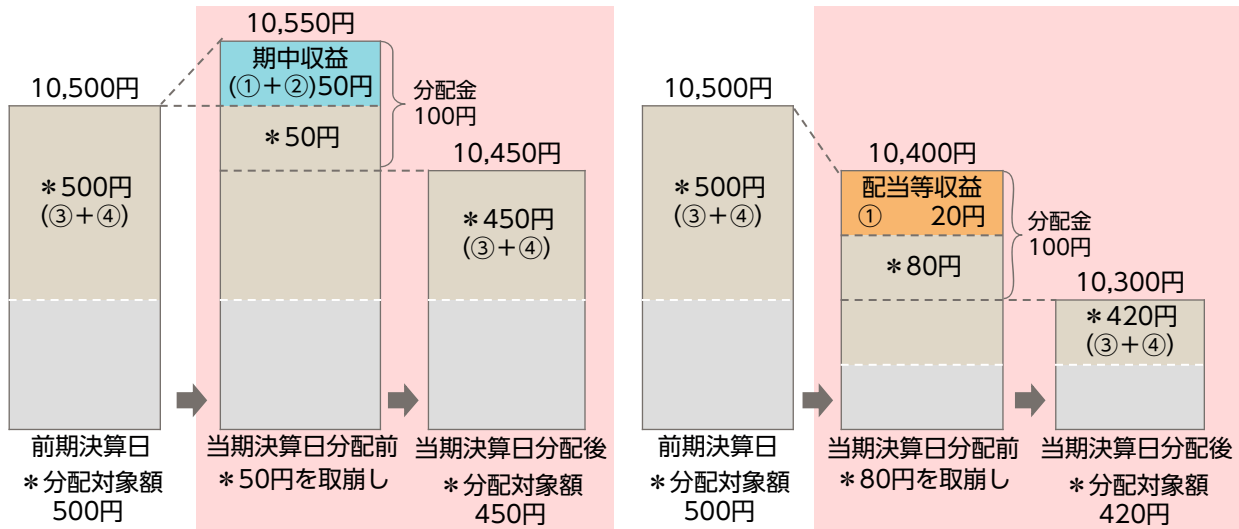 10,550円
期中収益
(①+②)50円
分配金
100円
10,500円
＊50円
10,450円
＊500円
(③+④)
＊450円
(③+④)
前期決算日
当期決算日分配前
当期決算日分配後
＊分配対象額
500円
＊50円を取崩し
＊分配対象額
450円
10,500円
10,400円
配当等収益
① 20円
分配金
100円
＊500円
(③+④)
＊80円
10,300円
＊420円
(③+④)
前期決算日
当期決算日分配前
当期決算日分配後
＊分配対象額
500円
＊80円を取崩し
＊分配対象額
420円